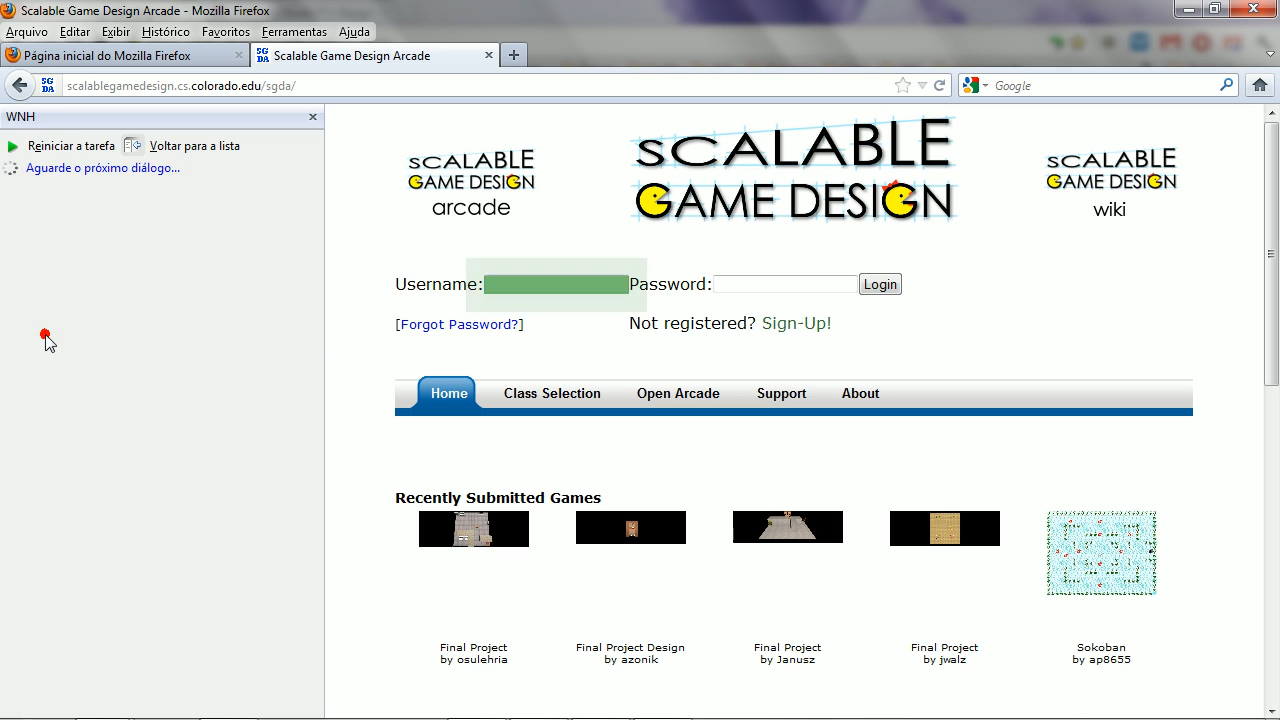 Scalable Game Design Arcade - Mozilla Firefox
Arquivo Editar Exibir Histórico Favoritos Ferramentas Ajuda
Página inicial do Mozilla Firefox
SG DA Scalable Game Design Arcade
SG DA scalablegamedesign.cs.colorado.edu/sgda/
Google
WNH
Reiniciar a tarefa Voltar para a lista
Aguarde o próximo diálogo...
SCALABLE
GAME DESIGN
arcade
SCALABLE
GAME DESIGN
SCALABLE
GAME DESIGN
wiki
Username: Password: Login
[Forgot Password?] Not registered? Sign-Up!
Home Class Selection Open Arcade Support About
Recently Submitted Games
Final Project
by osulehria
Final Project Design
by azonik
Final Project
by Janusz
Final Project
by jwalz
Sokoban
by ap8655